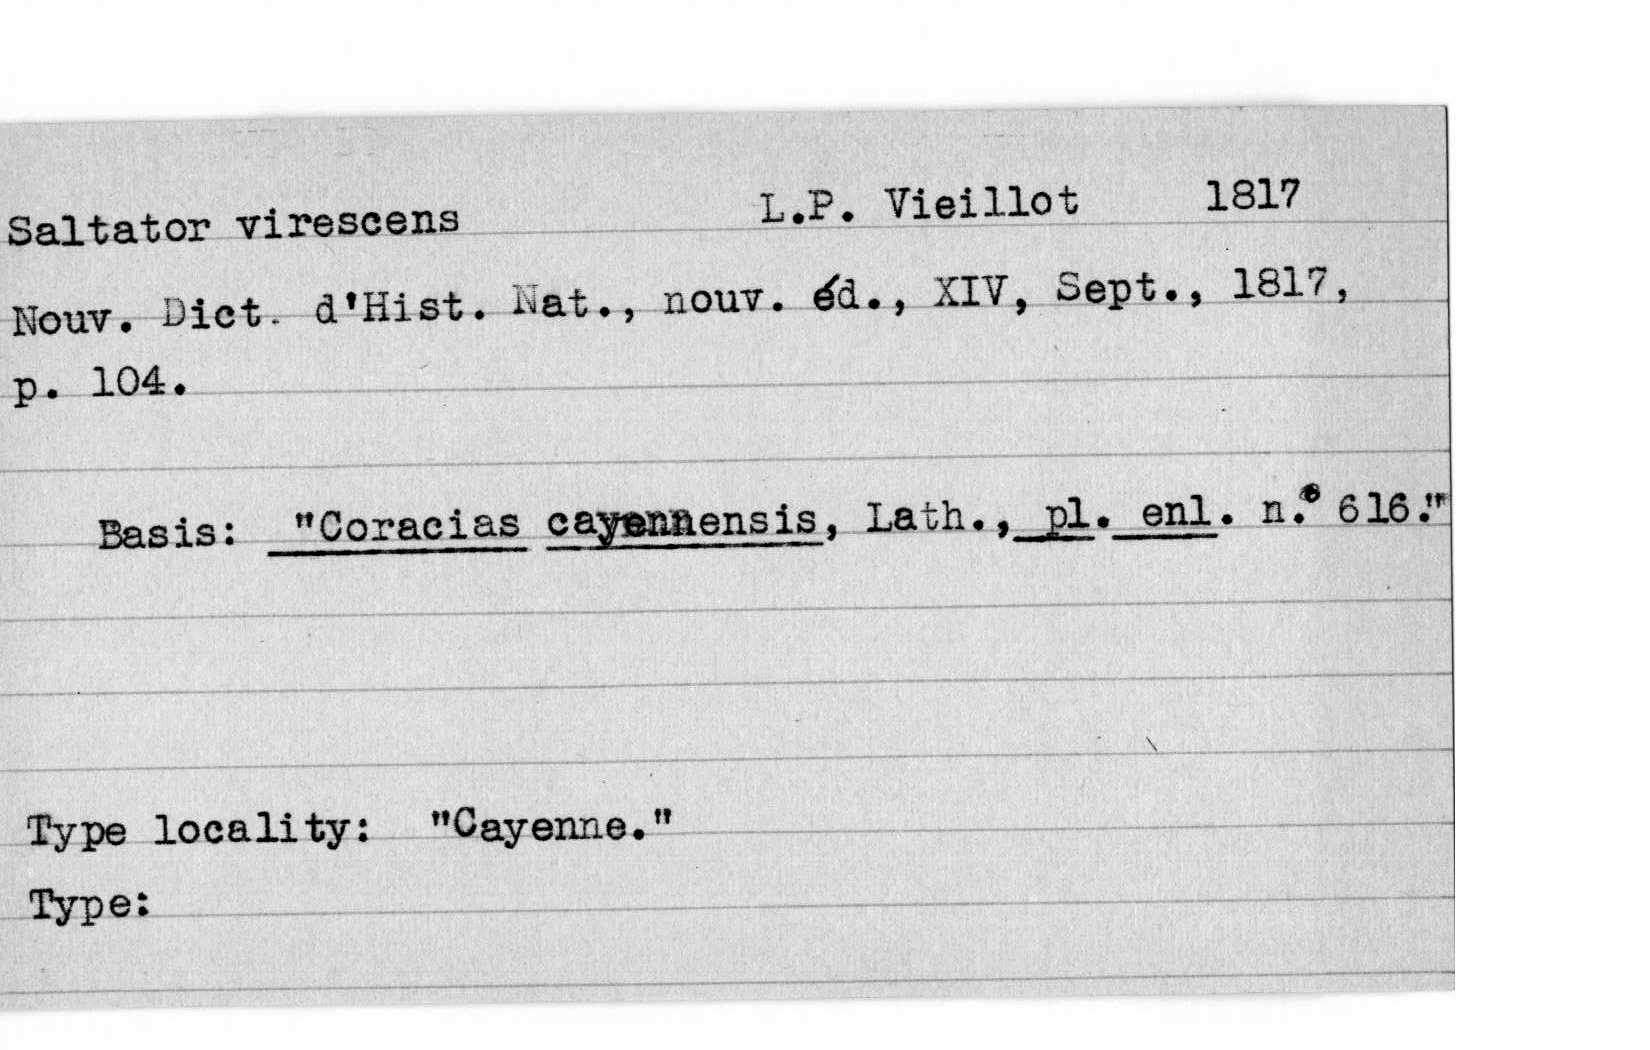 Saltator virescens L.P. Vieillot 1817
Nouv. Dict. d'Hist. Nat., nouv. éd., XIV, Sept., 1817,
p. 104.
Basis: "Coracias cayennensis, Lath., pl. enl. n.° 616."
Type locality: "Cayenne."
Type: